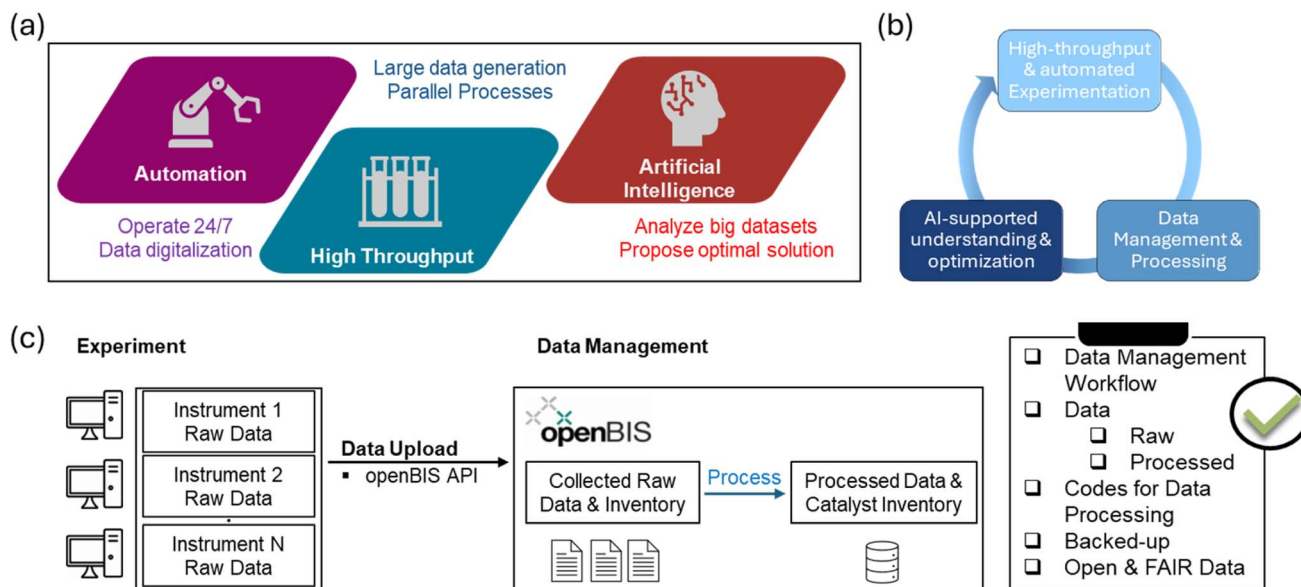 (a)
Large data generation
Parallel Processes
Automation
Artificial
Intelligence
Operate 24/7
Data digitalization
High Throughput
Analyze big datasets
Propose optimal solution
(b)
High-throughput
& automated
Experimentation
AI-supported
understanding &
optimization
Data
Management &
Processing
(c)
Experiment
Instrument 1
Raw Data
Instrument 2
Raw Data
Instrument N
Raw Data
Data Upload
▪ openBIS API
Data Management
openBIS
Collected Raw
Data & Inventory
Process
Processed Data &
Catalyst Inventory
❑ Data Management
Workflow
❑ Data
❑ Raw
❑ Processed
❑ Codes for Data
Processing
❑ Backed-up
❑ Open & FAIR Data